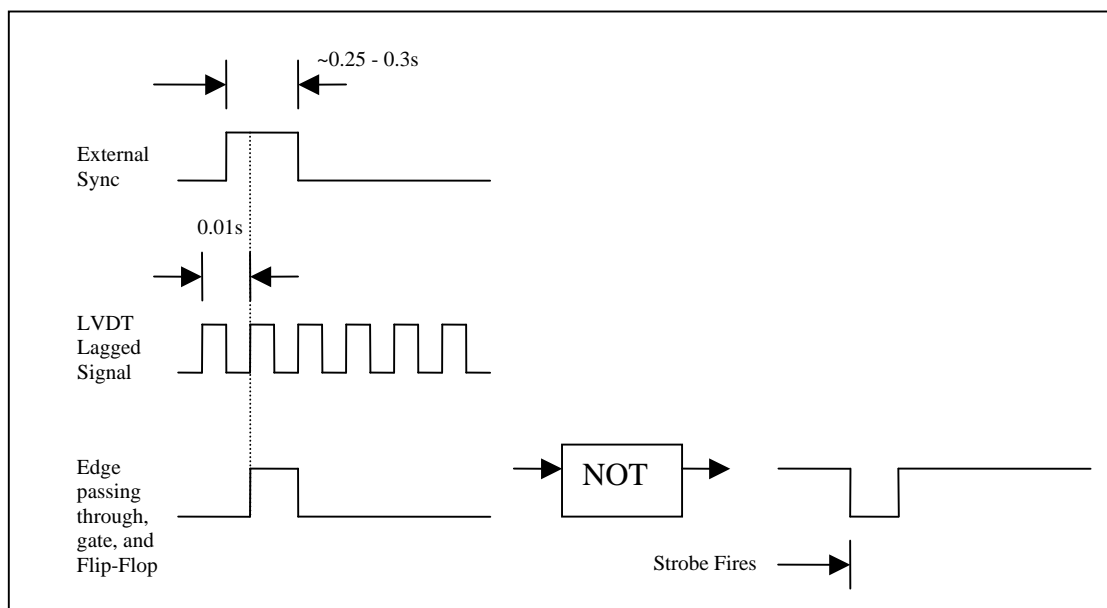 ~0.25 - 0.3s
External
Sync
0.01s
LVDT
Lagged
Signal
Edge
passing
through,
gate, and
Flip-Flop
NOT
Strobe Fires